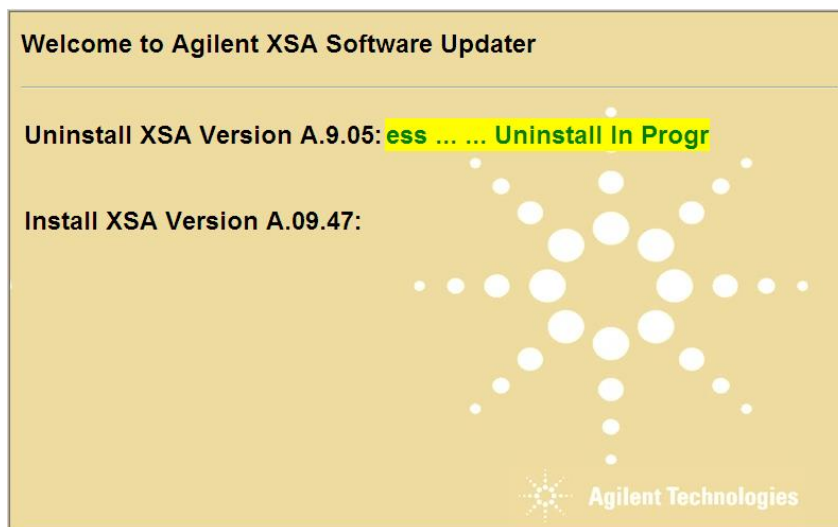 Welcome to Agilent XSA Software Updater
Uninstall XSA Version A.9.05: ess ... ... Uninstall In Progr
Install XSA Version A.09.47:
Agilent Technologies